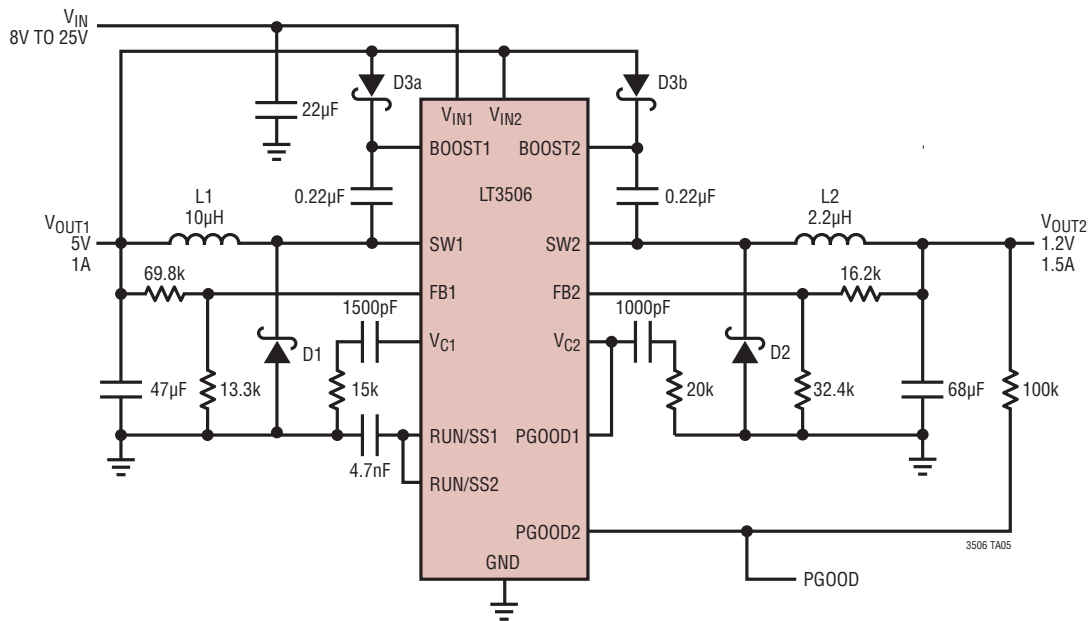 VIN
8V TO 25V
22µF
D3a
D3b
VIN1
VIN2
BOOST1
BOOST2
LT3506
0.22µF
0.22µF
L1
10µH
L2
2.2µH
VOUT1
5V
1A
SW1
SW2
VOUT2
1.2V
1.5A
69.8k
FB1
FB2
16.2k
1500pF
1000pF
VC1
VC2
D1
D2
47µF
13.3k
15k
20k
32.4k
68µF
100k
RUN/SS1
PGOOD1
4.7nF
RUN/SS2
PGOOD2
3506 TA05
GND
PGOOD